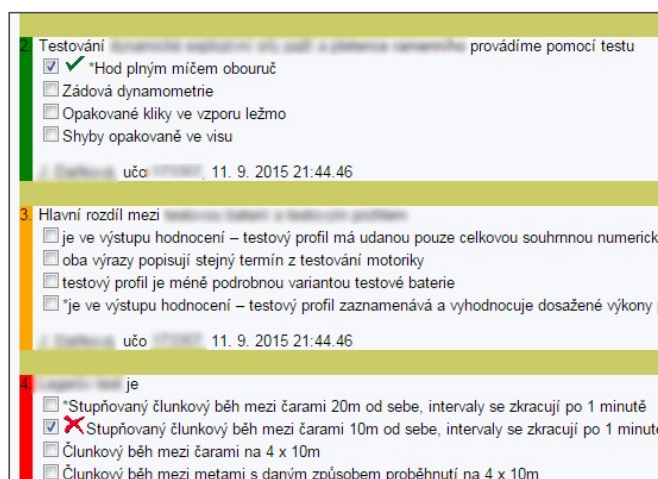 2. Testování provádíme pomocí testu
*Hod plným míčem obouruč
Zádová dynamometrie
Opakované kliky ve vzporu ležmo
Shyby opakovaně ve visu
učo , 11. 9. 2015 21:44.46
3. Hlavní rozdíl mezi
je ve výstupu hodnocení – testový profil má udanou pouze celkovou souhrnnou numerick
oba výrazy popisují stejný termín z testování motoriky
testový profil je méně podrobnou variantou testové baterie
*je ve výstupu hodnocení – testový profil zaznamenává a vyhodnocuje dosažené výkony
učo , 11. 9. 2015 21:44.46
4. je
*Stupňovaný člunkový běh mezi čarami 20m od sebe, intervaly se zkracují po 1 minutě
Stupňovaný člunkový běh mezi čarami 10m od sebe, intervaly se zkracují po 1 minutě
Člunkový běh mezi čarami na 4 x 10m
Člunkový běh mezi metami s daným způsobem proběhnutí na 4 x 10m